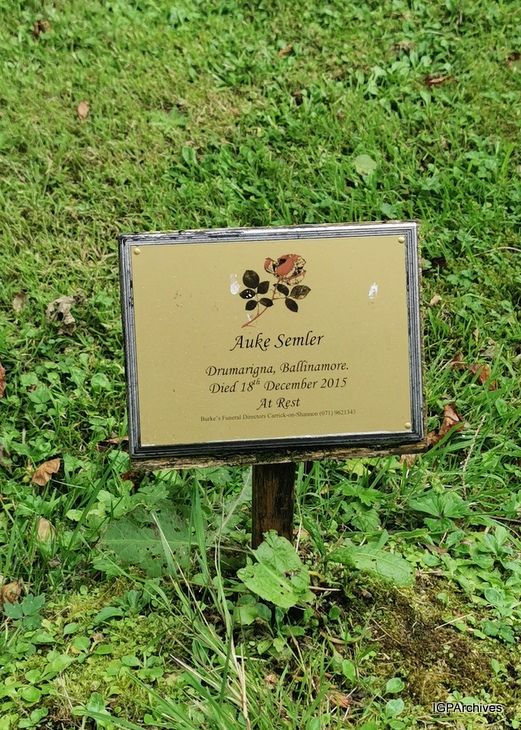 Auke Semler
Drumarigna, Ballinamore.
Died 18th December 2015
At Rest
Burke's Funeral Directors Carrick-on-Shannon (071) 9621343
IGPArchives